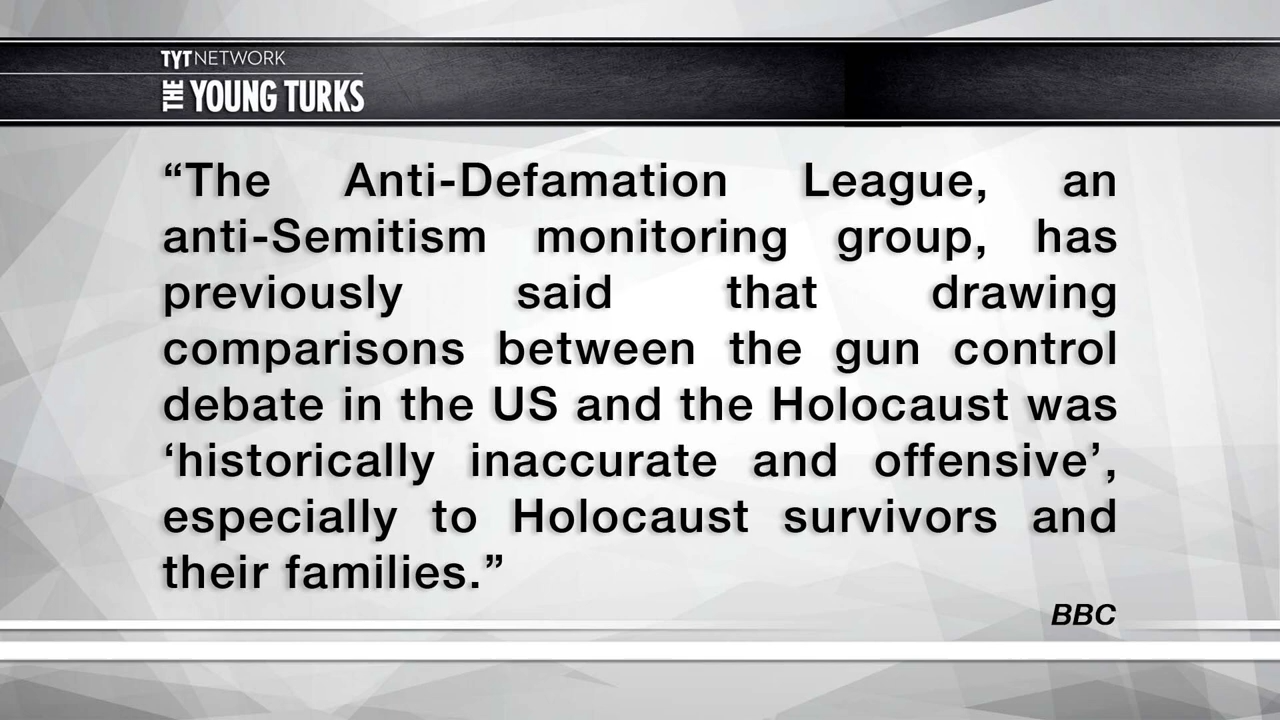 TYT NETWORK
THE YOUNG TURKS
“The Anti-Defamation League, an
anti-Semitism monitoring group, has
previously said that drawing
comparisons between the gun control
debate in the US and the Holocaust was
‘historically inaccurate and offensive’,
especially to Holocaust survivors and
their families.”
BBC